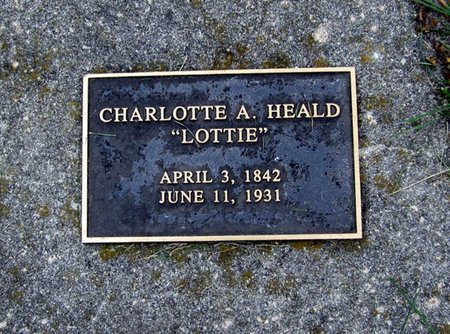 CHARLOTTE A. HEALD
“LOTTIE”
APRIL 3, 1842
JUNE 11, 1931